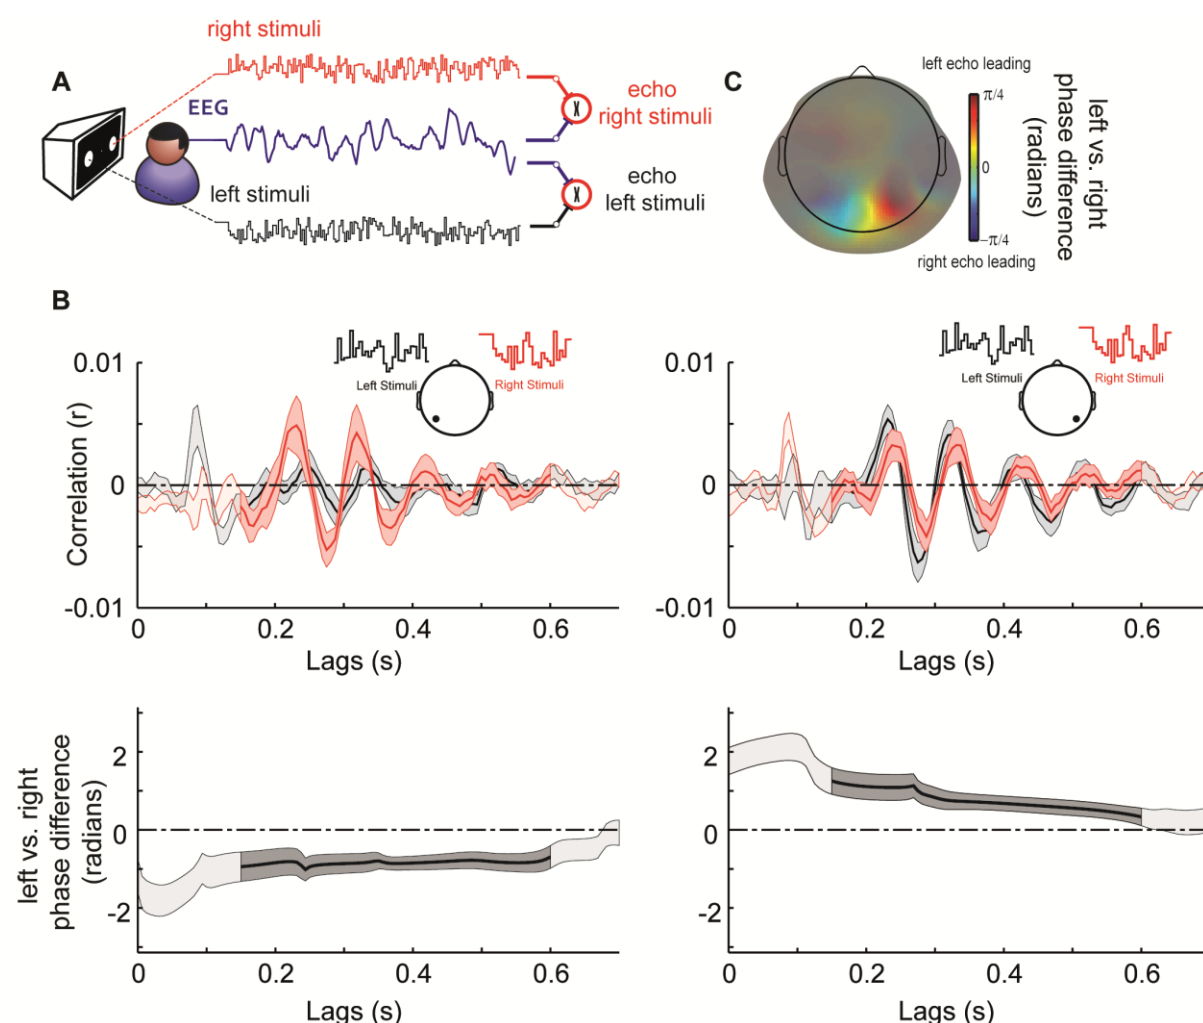 A
right stimuli
EEG
left stimuli
echo
right stimuli
echo
left stimuli
C
left echo leading
π/4
0
−π/4
right echo leading
left vs. right
phase difference
(radians)
B
0.01
0
-0.01
Correlation (r)
Left Stimuli
Right Stimuli
0
0.2
0.4
0.6
Lags (s)
0.01
0
-0.01
Left Stimuli
Right Stimuli
0
0.2
0.4
0.6
Lags (s)
left vs. right
phase difference
(radians)
2
0
-2
0
0.2
0.4
0.6
Lags (s)
2
0
-2
0
0.2
0.4
0.6
Lags (s)